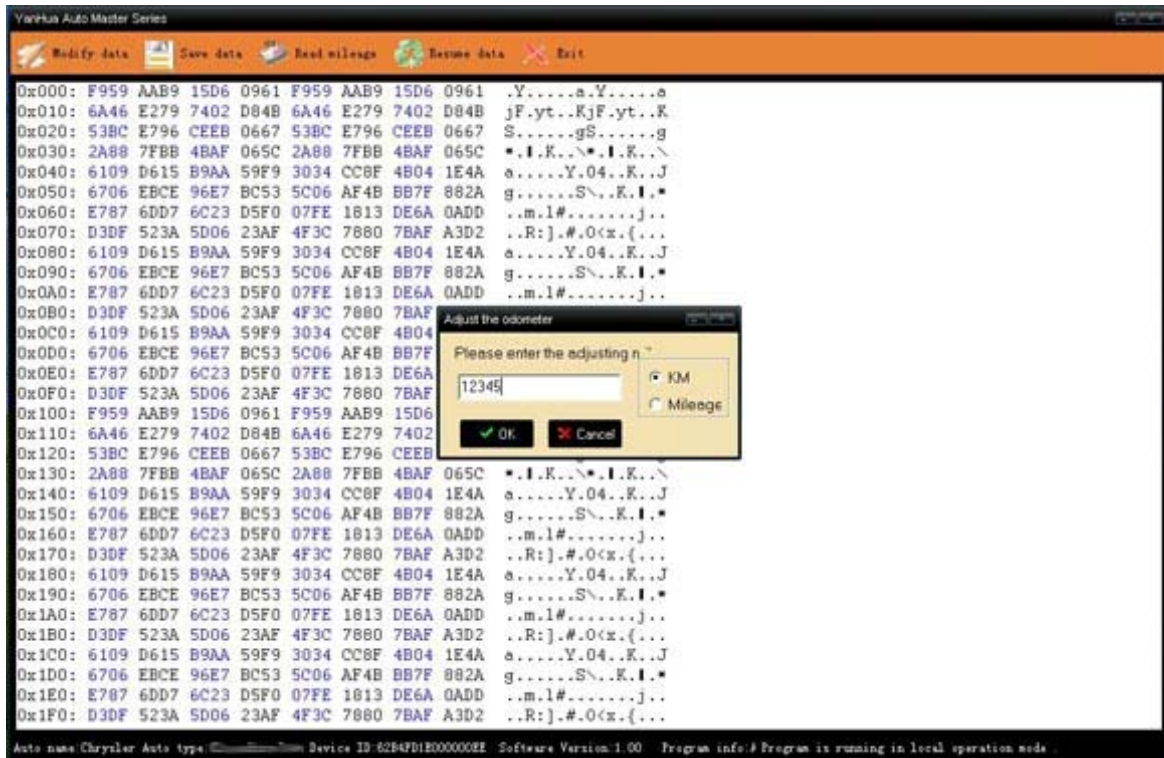 YanHua Auto Master Series
Modify data Save data Read mileage Resume data Exit
0x000: F959 AAB9 15D6 0961 F959 AAB9 15D6 0961 .Y.....a.Y.....a
0x010: 6A46 E279 7402 D84B 6A46 E279 7402 D84B jF.yt..KjF.yt..K
0x020: 53BC E796 CEEB 0667 53BC E796 CEEB 0667 S......gS......g
0x030: 2A88 7FBB 4BAF 065C 2A88 7FBB 4BAF 065C *.▮.K..\*.▮.K..\
0x040: 6109 D615 B9AA 59F9 3034 CC8F 4B04 1E4A a.....Y.04..K..J
0x050: 6706 EBCE 96E7 BC53 5C06 AF4B BB7F 882A g......S\..K.▮.*
0x060: E787 6DD7 6C23 D5F0 07FE 1813 DE6A 0ADD ..m.l#.......j..
0x070: D3DF 523A 5D06 23AF 4F3C 7880 7BAF A3D2 ..R:].#.O<x.{...
0x080: 6109 D615 B9AA 59F9 3034 CC8F 4B04 1E4A a.....Y.04..K..J
0x090: 6706 EBCE 96E7 BC53 5C06 AF4B BB7F 882A g......S\..K.▮.*
0x0A0: E787 6DD7 6C23 D5F0 07FE 1813 DE6A 0ADD ..m.l#.......j..
0x0B0: D3DF 523A 5D06 23AF 4F3C 7880 7BAF
0x0C0: 6109 D615 B9AA 59F9 3034 CC8F 4B04
0x0D0: 6706 EBCE 96E7 BC53 5C06 AF4B BB7F
0x0E0: E787 6DD7 6C23 D5F0 07FE 1813 DE6A
0x0F0: D3DF 523A 5D06 23AF 4F3C 7880 7BAF
0x100: F959 AAB9 15D6 0961 F959 AAB9 15D6
0x110: 6A46 E279 7402 D84B 6A46 E279 7402
0x120: 53BC E796 CEEB 0667 53BC E796 CEEB
0x130: 2A88 7FBB 4BAF 065C 2A88 7FBB 4BAF 065C *.▮.K..\*.▮.K..\
0x140: 6109 D615 B9AA 59F9 3034 CC8F 4B04 1E4A a.....Y.04..K..J
0x150: 6706 EBCE 96E7 BC53 5C06 AF4B BB7F 882A g......S\..K.▮.*
0x160: E787 6DD7 6C23 D5F0 07FE 1813 DE6A 0ADD ..m.l#.......j..
0x170: D3DF 523A 5D06 23AF 4F3C 7880 7BAF A3D2 ..R:].#.O<x.{...
0x180: 6109 D615 B9AA 59F9 3034 CC8F 4B04 1E4A a.....Y.04..K..J
0x190: 6706 EBCE 96E7 BC53 5C06 AF4B BB7F 882A g......S\..K.▮.*
0x1A0: E787 6DD7 6C23 D5F0 07FE 1813 DE6A 0ADD ..m.l#.......j..
0x1B0: D3DF 523A 5D06 23AF 4F3C 7880 7BAF A3D2 ..R:].#.O<x.{...
0x1C0: 6109 D615 B9AA 59F9 3034 CC8F 4B04 1E4A a.....Y.04..K..J
0x1D0: 6706 EBCE 96E7 BC53 5C06 AF4B BB7F 882A g......S\..K.▮.*
0x1E0: E787 6DD7 6C23 D5F0 07FE 1813 DE6A 0ADD ..m.l#.......j..
0x1F0: D3DF 523A 5D06 23AF 4F3C 7880 7BAF A3D2 ..R:].#.O<x.{...
Adjust the odometer
Please enter the adjusting
12345
KM
Mileage
OK Cancel
Auto name:Chrysler Auto type: Device ID:62B4FD1E000000EE Software Version:1.00 Program info:# Program is running in local operation mode .